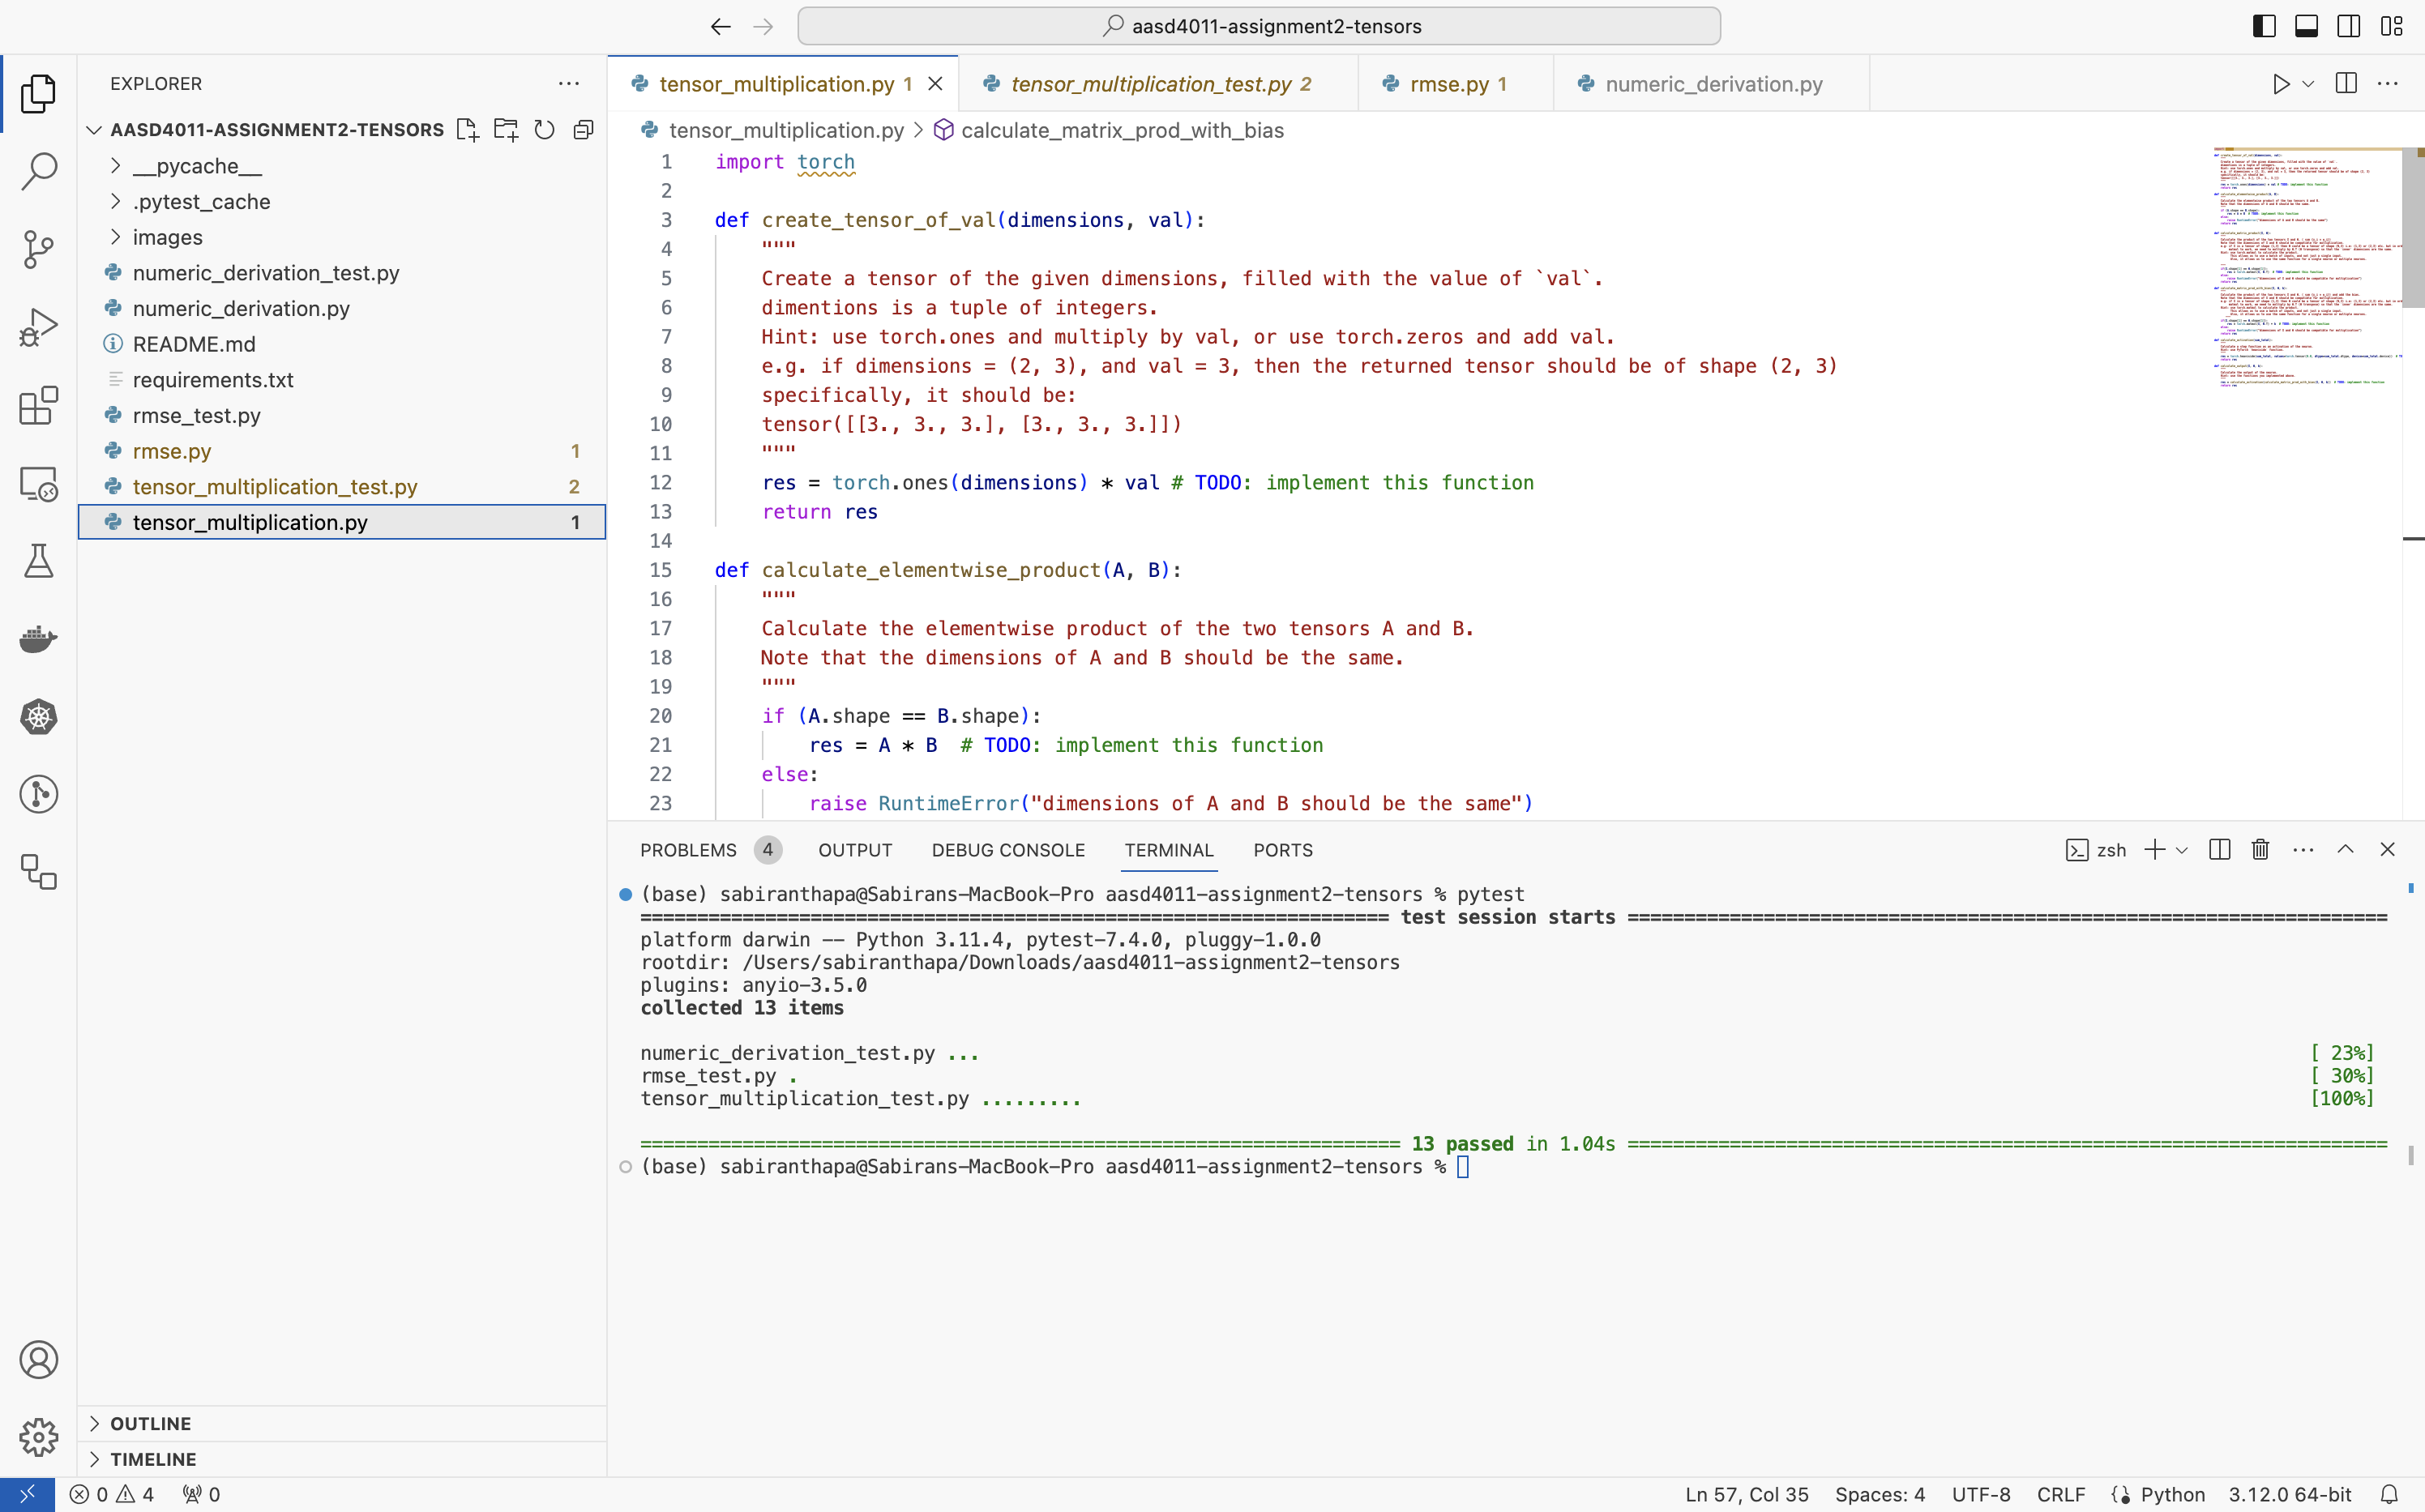 aasd4011-assignment2-tensors
EXPLORER
AASD4011-ASSIGNMENT2-TENSORS
__pycache__
.pytest_cache
images
numeric_derivation_test.py
numeric_derivation.py
README.md
requirements.txt
rmse_test.py
rmse.py 1
tensor_multiplication_test.py 2
tensor_multiplication.py 1
OUTLINE
TIMELINE
tensor_multiplication.py 1
tensor_multiplication_test.py 2
rmse.py 1
numeric_derivation.py
tensor_multiplication.py > calculate_matrix_prod_with_bias
1 import torch
2
3 def create_tensor_of_val(dimensions, val):
4 """
5 Create a tensor of the given dimensions, filled with the value of `val`.
6 dimentions is a tuple of integers.
7 Hint: use torch.ones and multiply by val, or use torch.zeros and add val.
8 e.g. if dimensions = (2, 3), and val = 3, then the returned tensor should be of shape (2, 3)
9 specifically, it should be:
10 tensor([[3., 3., 3.], [3., 3., 3.]])
11 """
12 res = torch.ones(dimensions) * val # TODO: implement this function
13 return res
14
15 def calculate_elementwise_product(A, B):
16 """
17 Calculate the elementwise product of the two tensors A and B.
18 Note that the dimensions of A and B should be the same.
19 """
20 if (A.shape == B.shape):
21 res = A * B  # TODO: implement this function
22 else:
23 raise RuntimeError("dimensions of A and B should be the same")
PROBLEMS 4 OUTPUT DEBUG CONSOLE TERMINAL PORTS
zsh
(base) sabiranthapa@Sabirans-MacBook-Pro aasd4011-assignment2-tensors % pytest
test session starts
platform darwin -- Python 3.11.4, pytest-7.4.0, pluggy-1.0.0
rootdir: /Users/sabiranthapa/Downloads/aasd4011-assignment2-tensors
plugins: anyio-3.5.0
collected 13 items
numeric_derivation_test.py ... [ 23%]
rmse_test.py . [ 30%]
tensor_multiplication_test.py ......... [100%]
13 passed in 1.04s
(base) sabiranthapa@Sabirans-MacBook-Pro aasd4011-assignment2-tensors %
0 4 0
Ln 57, Col 35 Spaces: 4 UTF-8 CRLF Python 3.12.0 64-bit